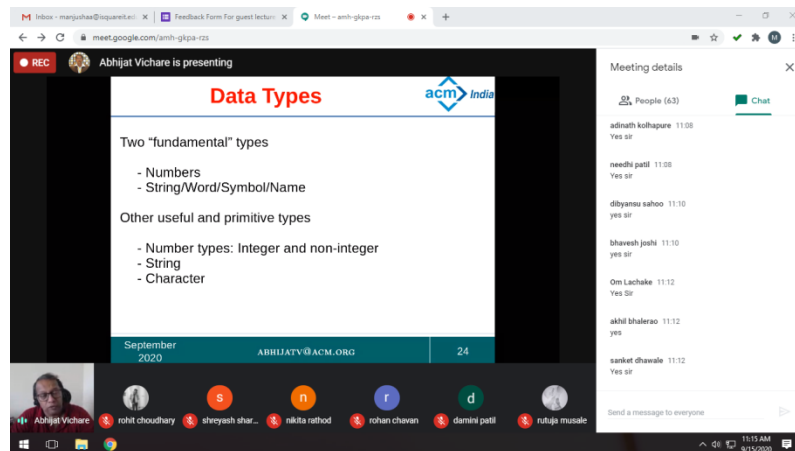 Inbox - manjushaa@isquareit.ed
Feedback Form For guest lecture
Meet – amh-gkpa-rzs
meet.google.com/amh-gkpa-rzs
M
REC
Abhijat Vichare is presenting
Data Types
acm India
Two “fundamental” types
- Numbers
- String/Word/Symbol/Name
Other useful and primitive types
- Number types: Integer and non-integer
- String
- Character
September
2020
ABHIJATV@ACM.ORG
24
Meeting details
People (63)
Chat
adinath kolhapure 11:08
Yes sir
needhi patil 11:08
Yes sir
dibyansu sahoo 11:10
yes sir
bhavesh joshi 11:10
yes sir
Om Lachake 11:12
Yes Sir
akhil bhalerao 11:12
yes
sanket dhawale 11:12
Yes sir
Send a message to everyone
s
n
r
d
Abhijat Vichare
rohit choudhary
shreyash shar...
nikita rathod
rohan chavan
damini patil
rutuja musale
11:15 AM
9/15/2020